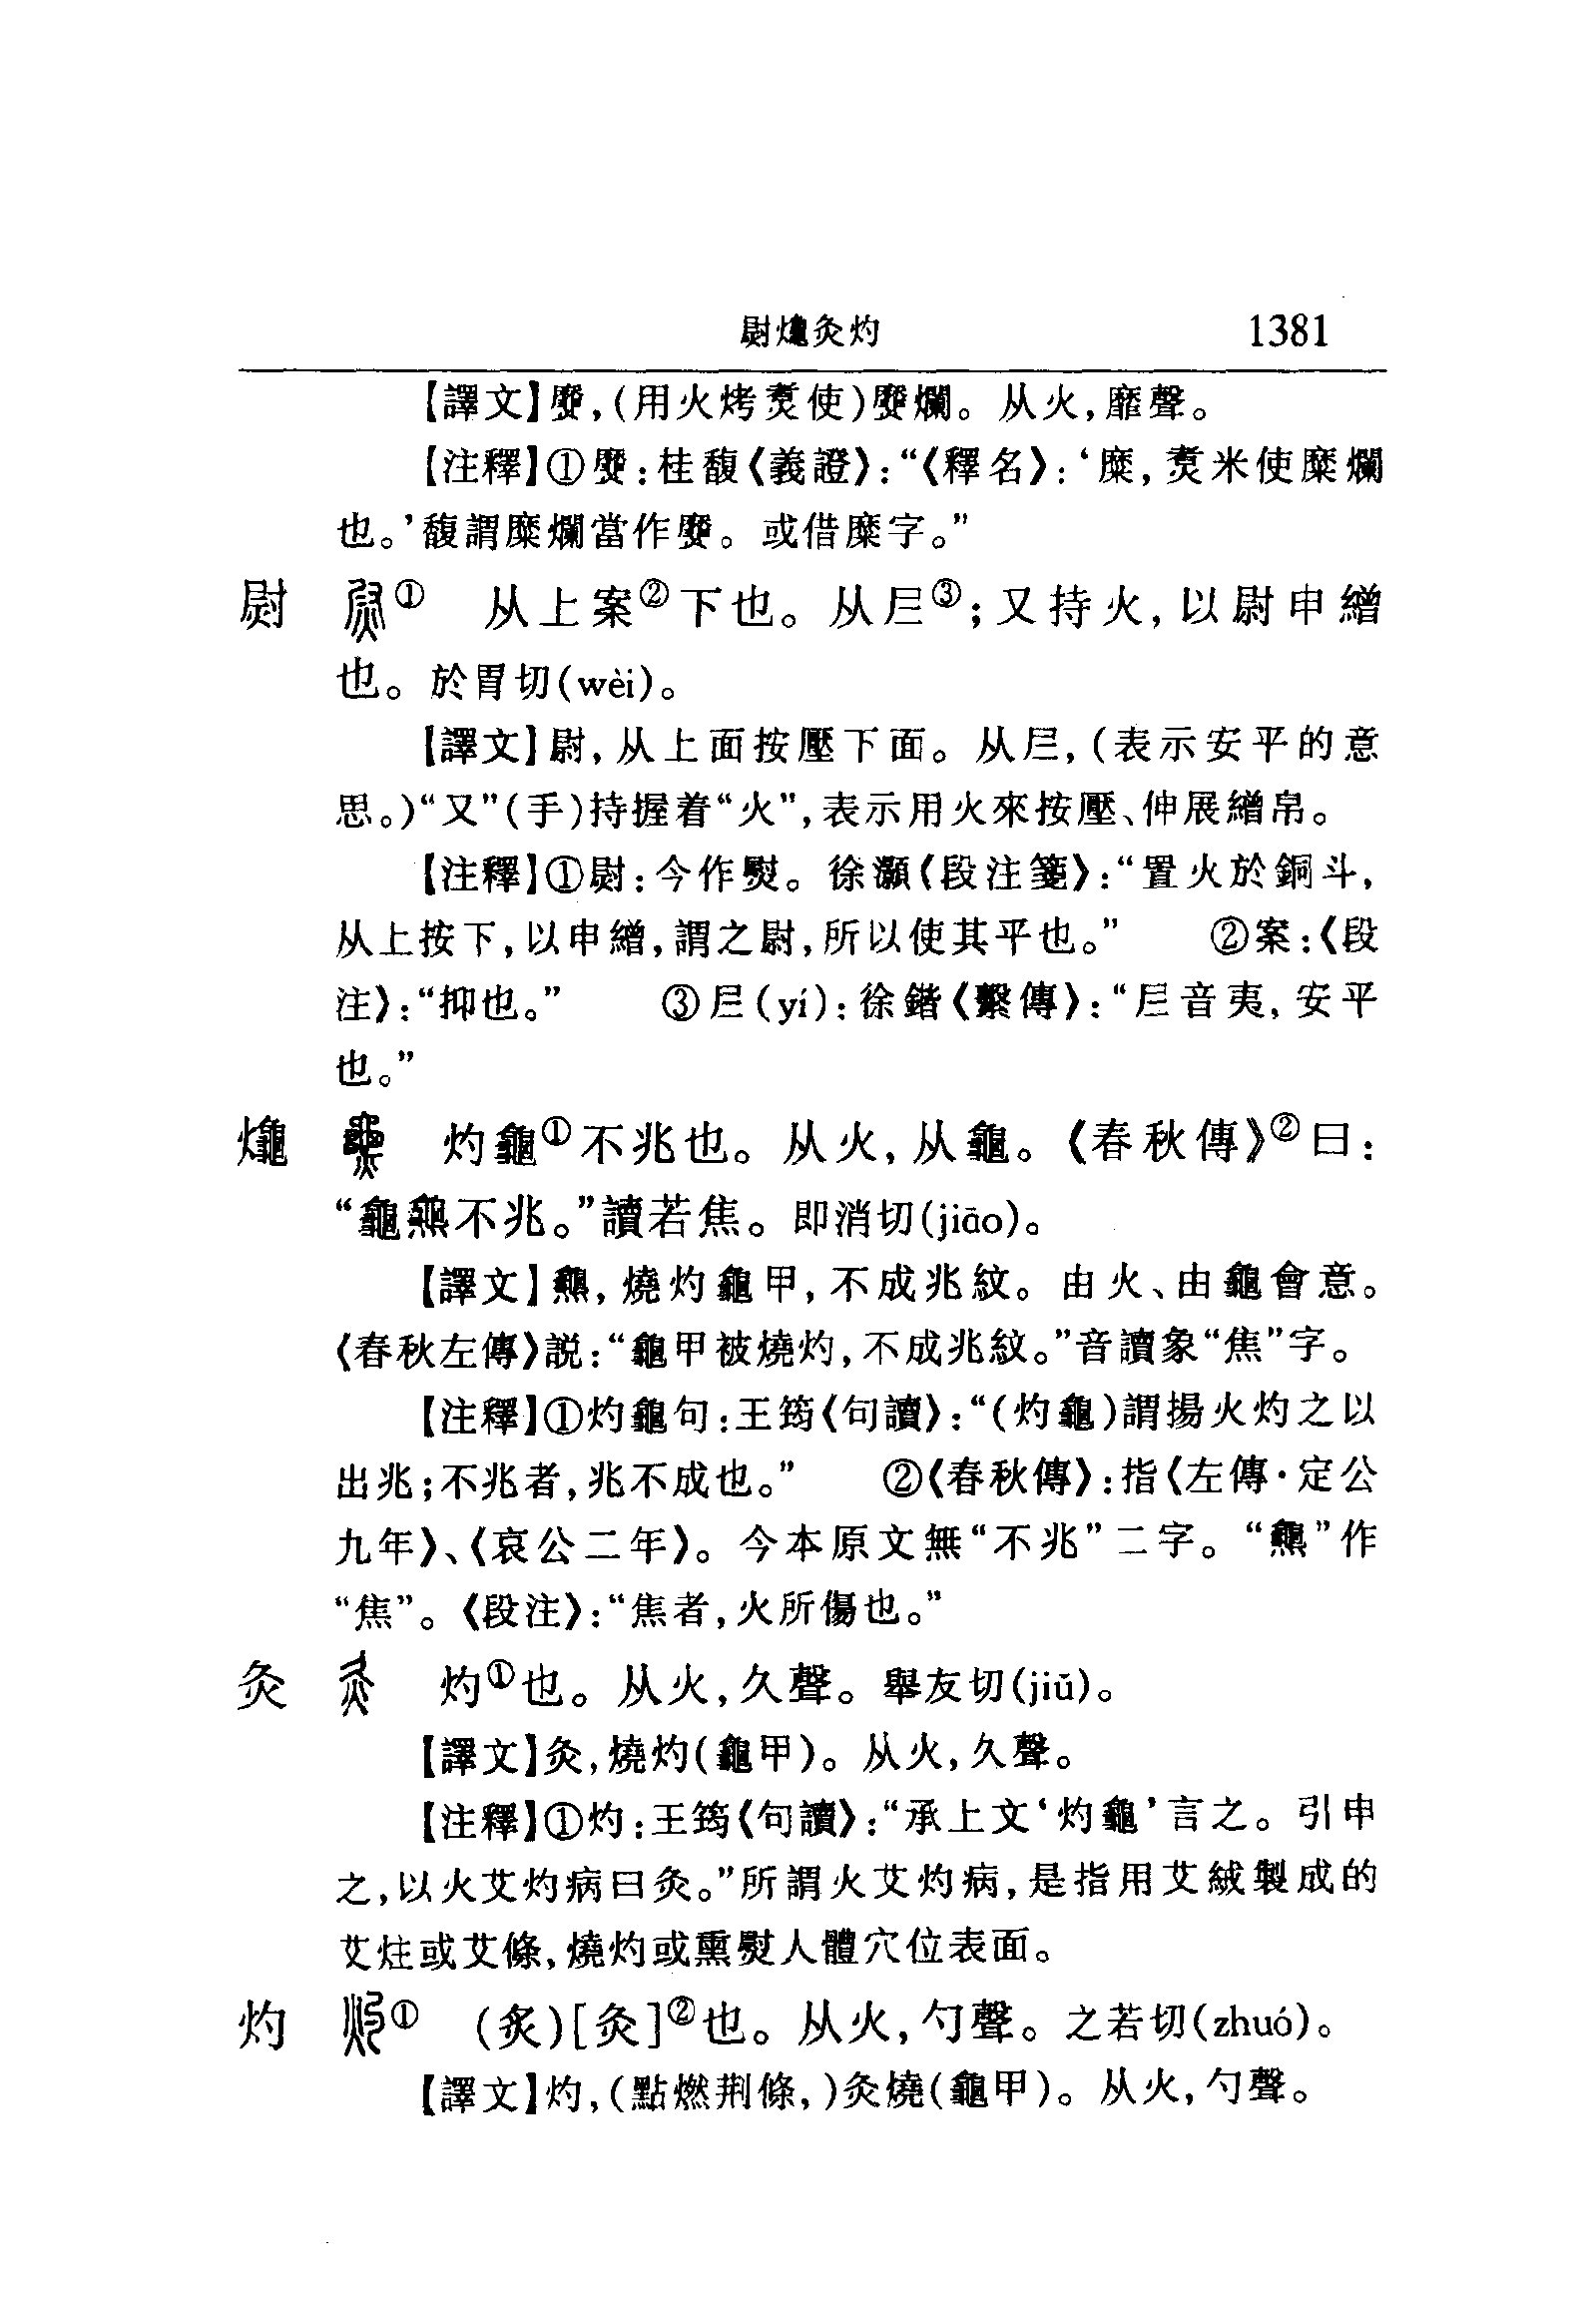 尉爑灸灼 1381
【譯文】㸏,(用火烤煑使)㸏爛。从火,靡聲。
【注釋】①㸏:桂馥《義證》:“《釋名》:‘糜,煑米使糜爛
也。’馥謂糜爛當作㸏。或借糜字。”
尉 ① 从上案②下也。从𡰥③;又持火,以尉申繒
也。於胃切(wèi)。
【譯文】尉,从上面按壓下面。从𡰥,(表示安平的意
思。)“又”(手)持握着“火”,表示用火來按壓、伸展繒帛。
【注釋】①尉:今作熨。徐灝《段注箋》:“置火於銅斗,
从上按下,以申繒,謂之尉,所以使其平也。” ②案:《段
注》:“抑也。” ③𡰥(yí):徐鍇《繫傳》:“𡰥音夷,安平
也。”
爑 灼龜①不兆也。从火,从龜。《春秋傳》②曰:
“龜𪚰不兆。”讀若焦。即消切(jiāo)。
【譯文】𪚰,燒灼龜甲,不成兆紋。由火、由龜會意。
《春秋左傳》説:“龜甲被燒灼,不成兆紋。”音讀象“焦”字。
【注釋】①灼龜句:王筠《句讀》:“(灼龜)謂揚火灼之以
出兆;不兆者,兆不成也。” ②《春秋傳》:指《左傳·定公
九年》、《哀公二年》。今本原文無“不兆”二字。“𪚰”作
“焦”。《段注》:“焦者,火所傷也。”
灸 灼①也。从火,久聲。舉友切(jiǔ)。
【譯文】灸,燒灼(龜甲)。从火,久聲。
【注釋】①灼:王筠《句讀》:“承上文‘灼龜’言之。引申
之,以火艾灼病曰灸。”所謂火艾灼病,是指用艾絨製成的
艾炷或艾條,燒灼或熏熨人體穴位表面。
灼 ① (炙)[灸]②也。从火,勺聲。之若切(zhuó)。
【譯文】灼,(點燃荆條,)灸燒(龜甲)。从火,勺聲。